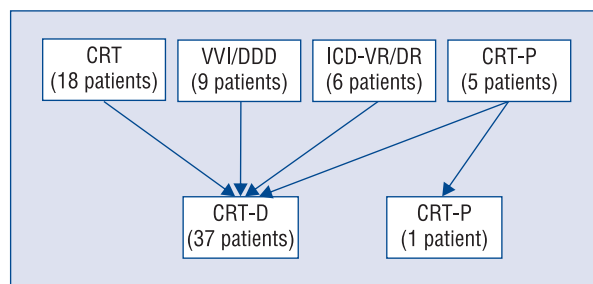 CRT
(18 patients)
VVI/DDD
(9 patients)
ICD-VR/DR
(6 patients)
CRT-P
(5 patients)
CRT-D
(37 patients)
CRT-P
(1 patient)